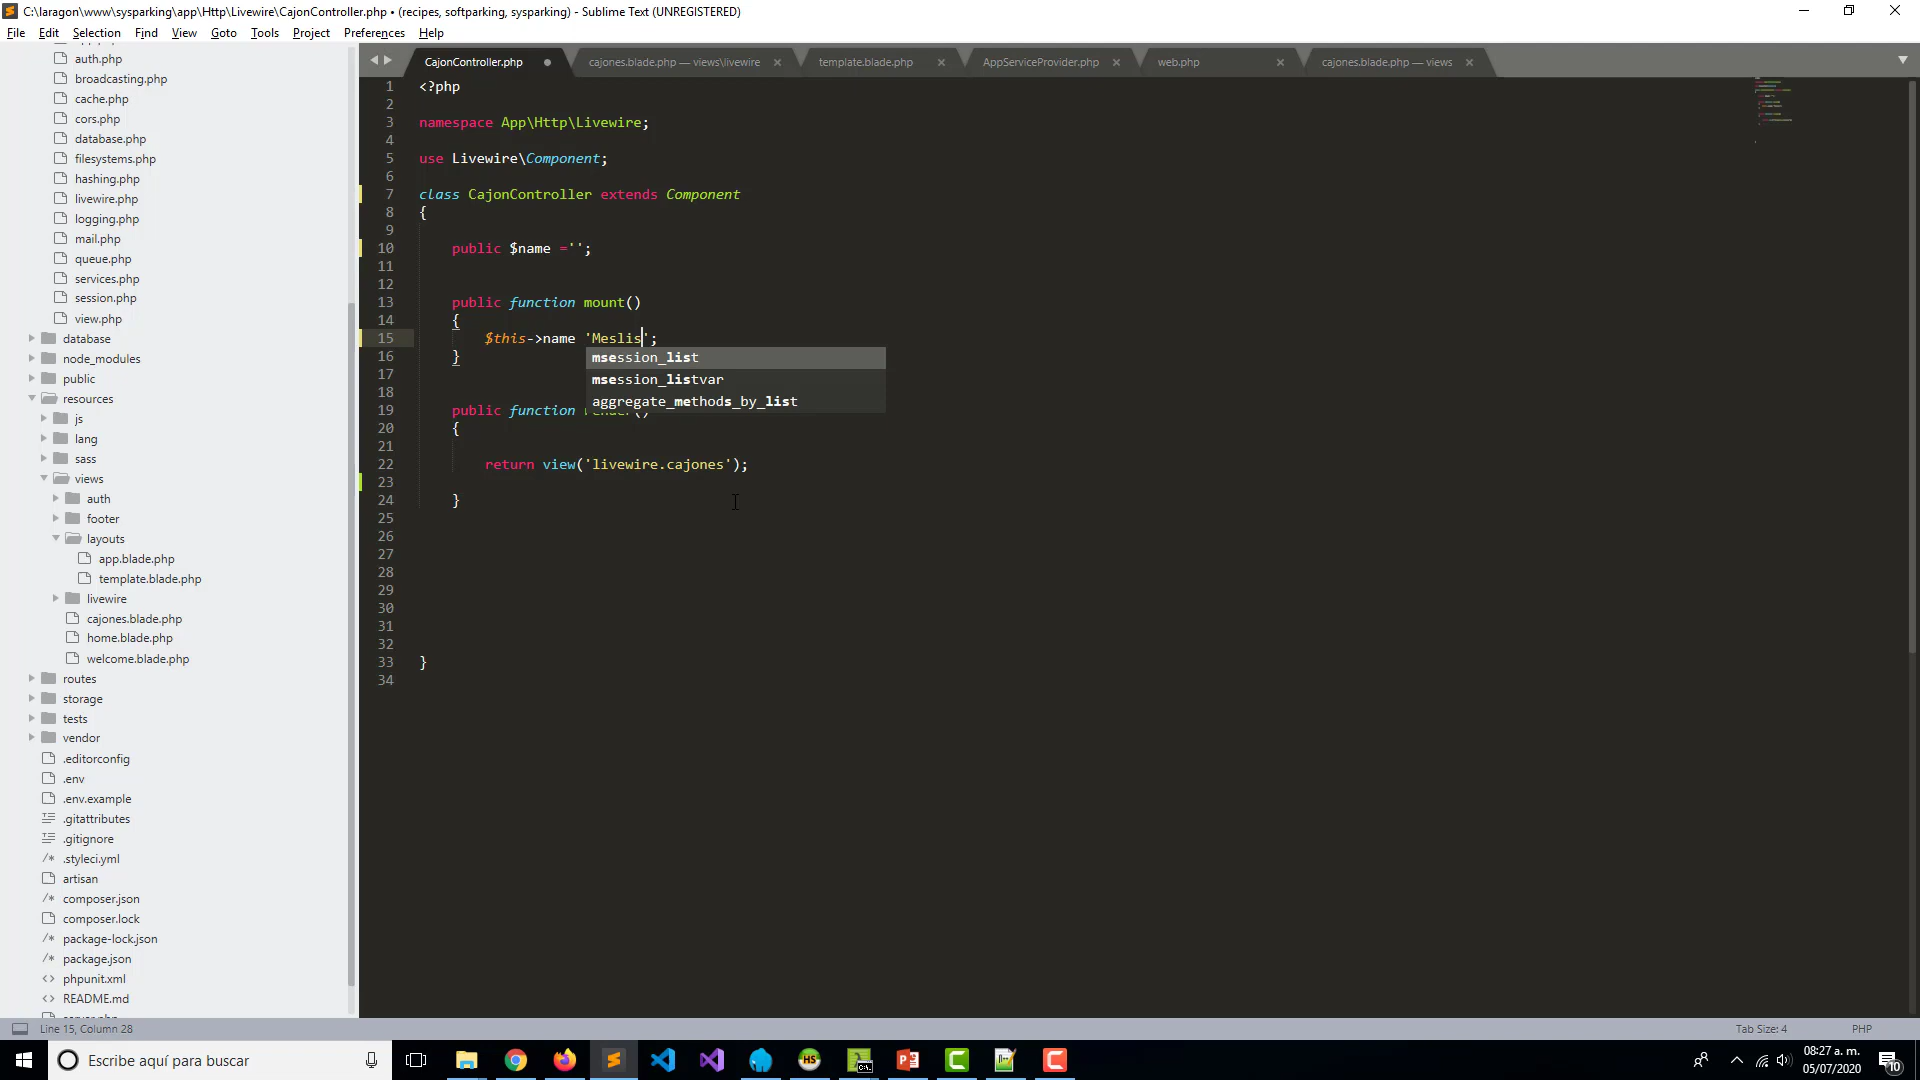 C:\laragon\www\sysparking\app\Http\Livewire\CajonController.php • (recipes, softparking, sysparking) - Sublime Text (UNREGISTERED)
File Edit Selection Find View Goto Tools Project Preferences Help
auth.php
broadcasting.php
cache.php
cors.php
database.php
filesystems.php
hashing.php
livewire.php
logging.php
mail.php
queue.php
services.php
session.php
view.php
database
node_modules
public
resources
js
lang
sass
views
auth
footer
layouts
app.blade.php
template.blade.php
livewire
cajones.blade.php
home.blade.php
welcome.blade.php
routes
storage
tests
vendor
.editorconfig
.env
.env.example
.gitattributes
.gitignore
.styleci.yml
artisan
composer.json
composer.lock
package-lock.json
package.json
phpunit.xml
README.md
CajonController.php cajones.blade.php — views\livewire template.blade.php AppServiceProvider.php web.php cajones.blade.php — views
1 <?php
2
3 namespace App\Http\Livewire;
4
5 use Livewire\Component;
6
7 class CajonController extends Component
8 {
9
10 public $name ='';
11
12
13 public function mount()
14 {
15 $this->name 'Meslis';
16 }
msession_list
17
msession_listvar
18
aggregate_methods_by_list
19 public function render()
20 {
21
22 return view('livewire.cajones');
23
24 }
25
26
27
28
29
30
31
32
33 }
34
Line 15, Column 28 Tab Size: 4 PHP
Escribe aquí para buscar
08:27 a. m.
05/07/2020
10